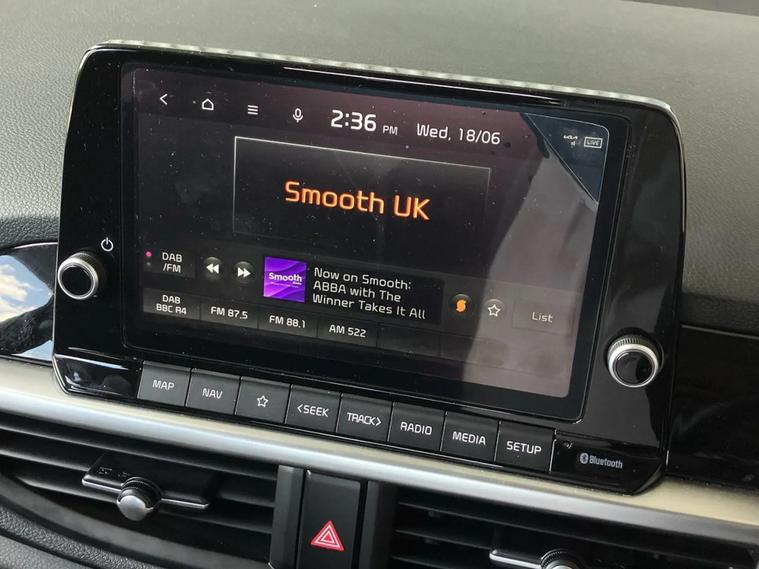 2:36 PM Wed, 18/06
KIA
LIVE
Smooth UK
DAB
/FM
Smooth
Now on Smooth:
ABBA with The
Winner Takes It All
List
DAB
BBC R4
FM 87.5
FM 88.1
AM 522
MAP
NAV
<SEEK
TRACK>
RADIO
MEDIA
SETUP
Bluetooth